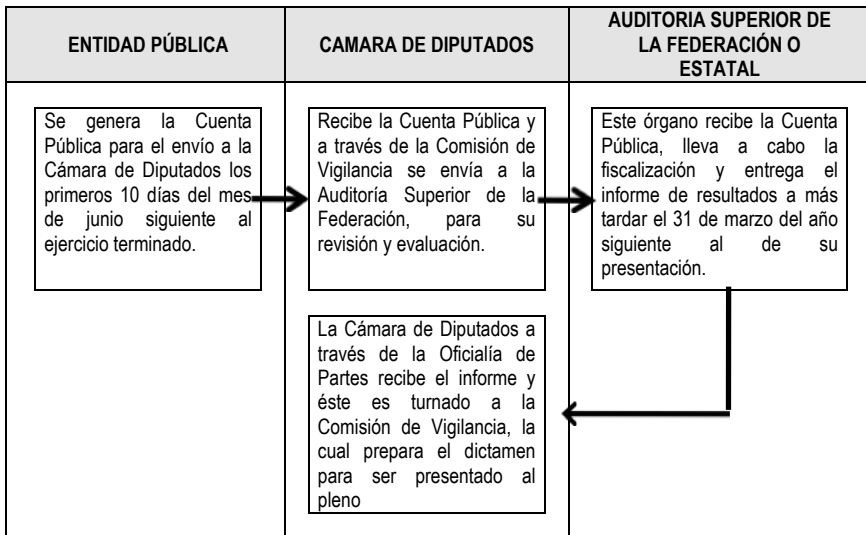 ENTIDAD PÚBLICA
CAMARA DE DIPUTADOS
AUDITORIA SUPERIOR DE
LA FEDERACIÓN O
ESTATAL
Se genera la Cuenta
Pública para el envío a la
Cámara de Diputados los
primeros 10 días del mes
de junio siguiente al
ejercicio terminado.
Recibe la Cuenta Pública y
a través de la Comisión de
Vigilancia se envía a la
Auditoría Superior de la
Federación, para su
revisión y evaluación.
Este órgano recibe la Cuenta
Pública, lleva a cabo la
fiscalización y entrega el
informe de resultados a más
tardar el 31 de marzo del año
siguiente al de su
presentación.
La Cámara de Diputados a
través de la Oficialía de
Partes recibe el informe y
éste es turnado a la
Comisión de Vigilancia, la
cual prepara el dictamen
para ser presentado al
pleno